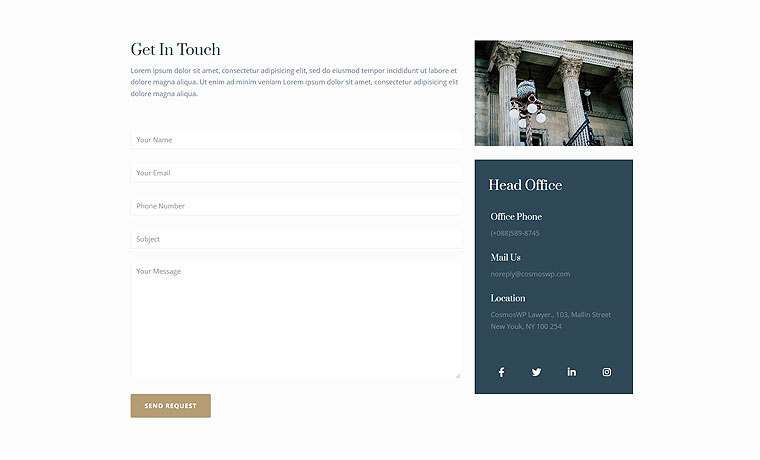 Get In Touch
Lorem ipsum dolor sit amet, consectetur adipisicing elit, sed do eiusmod tempor incididunt ut labore et
dolore magna aliqua. Ut enim ad minim veniam Lorem ipsum dolor sit amet, consectetur adipisicing elit
dolore magna aliqua.
Your Name
Your Email
Phone Number
Subject
Your Message
SEND REQUEST
Head Office
Office Phone
(+088)589-8745
Mail Us
noreply@cosmoswp.com
Location
CosmosWP Lawyer., 103, Mallin Street
New Youk, NY 100 254